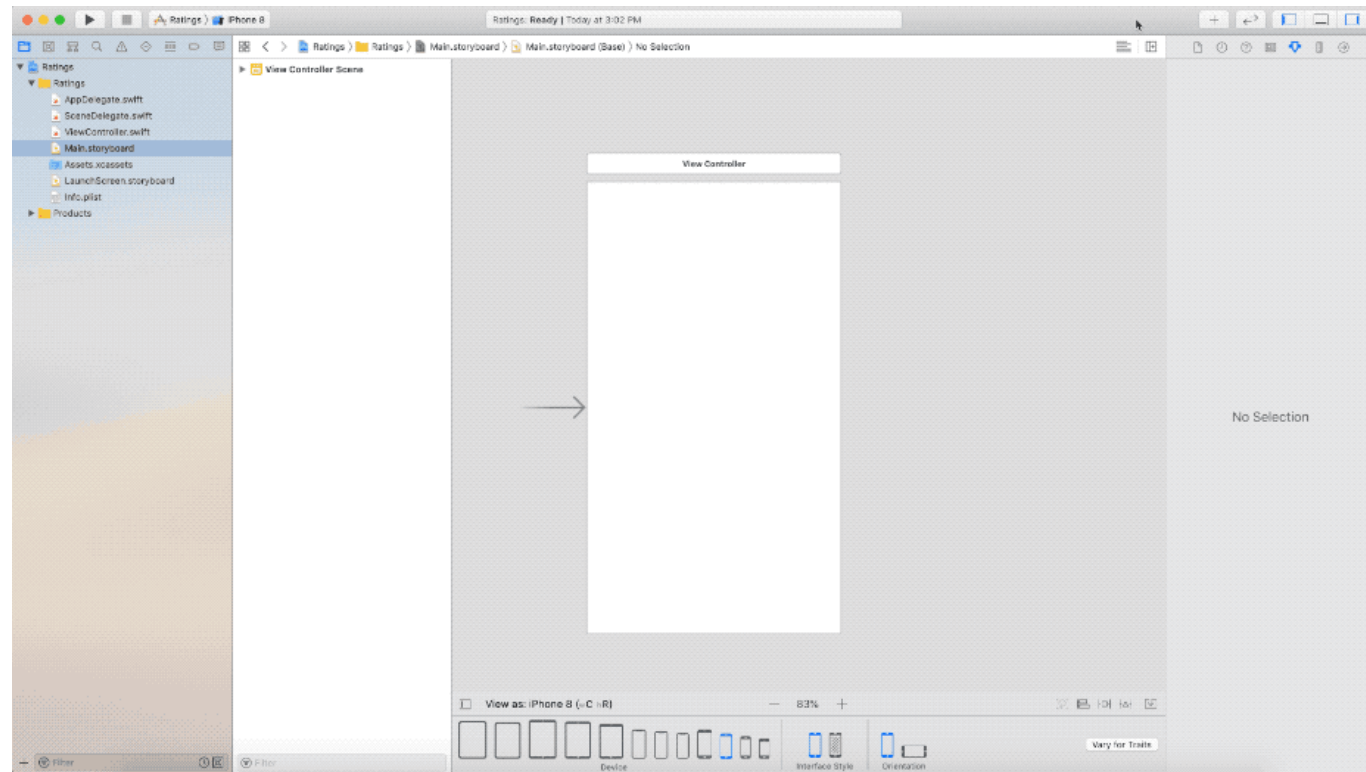 Ratings 〉 iPhone 8
Ratings: Ready | Today at 3:02 PM
Ratings 〉 Ratings 〉 Main.storyboard 〉 Main.storyboard (Base) 〉 No Selection
Ratings
Ratings
AppDelegate.swift
SceneDelegate.swift
ViewController.swift
Main.storyboard
Assets.xcassets
LaunchScreen.storyboard
Info.plist
Products
View Controller Scene
View Controller
No Selection
View as: iPhone 8 (wC hR)
83%
Device
Interface Style
Orientation
Vary for Traits
Filter
Filter